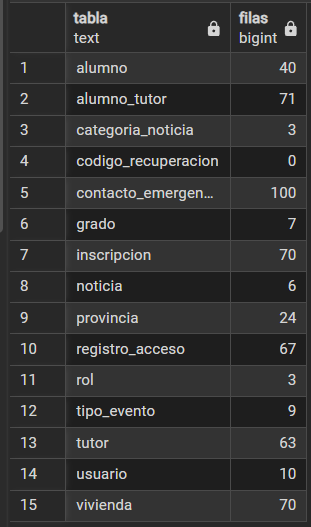 tabla filas
text bigint
1 alumno 40
2 alumno_tutor 71
3 categoria_noticia 3
4 codigo_recuperacion 0
5 contacto_emergen... 100
6 grado 7
7 inscripcion 70
8 noticia 6
9 provincia 24
10 registro_acceso 67
11 rol 3
12 tipo_evento 9
13 tutor 63
14 usuario 10
15 vivienda 70